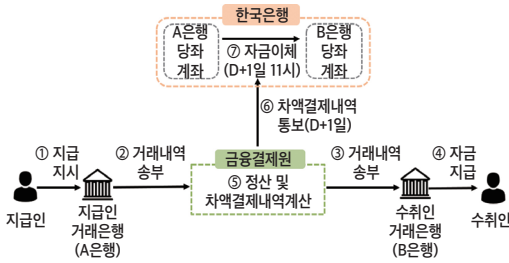 한국은행
A은행
당좌
계좌
⑦ 자금이체
(D+1일 11시)
B은행
당좌
계좌
⑥ 차액결제내역
통보(D+1일)
① 지급
지시
② 거래내역
송부
금융결제원
⑤ 정산 및
차액결제내역계산
③ 거래내역
송부
④ 자금
지급
지급인
지급인
거래은행
(A은행)
수취인
거래은행
(B은행)
수취인